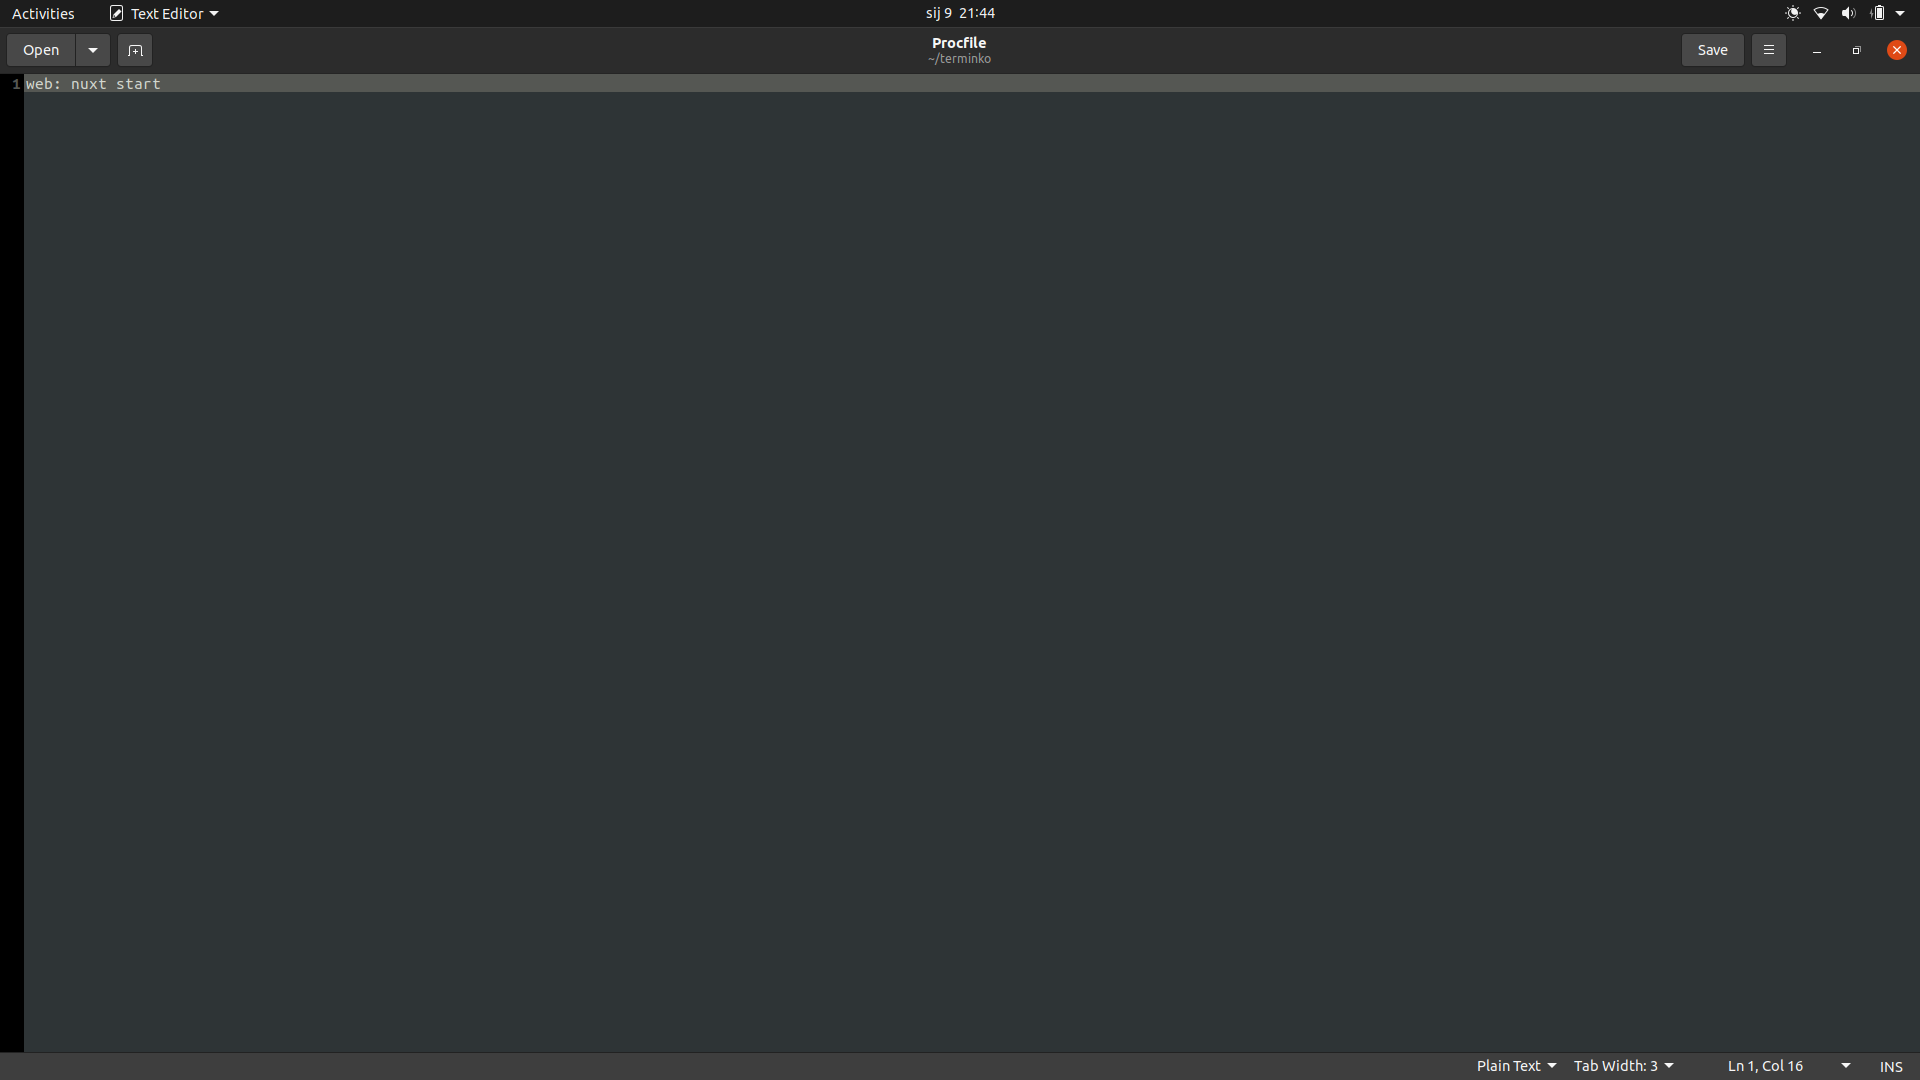 Activities Text Editor sij 9 21:44
Open Procfile Save
~/terminko
1 web: nuxt start
Plain Text Tab Width: 3 Ln 1, Col 16 INS